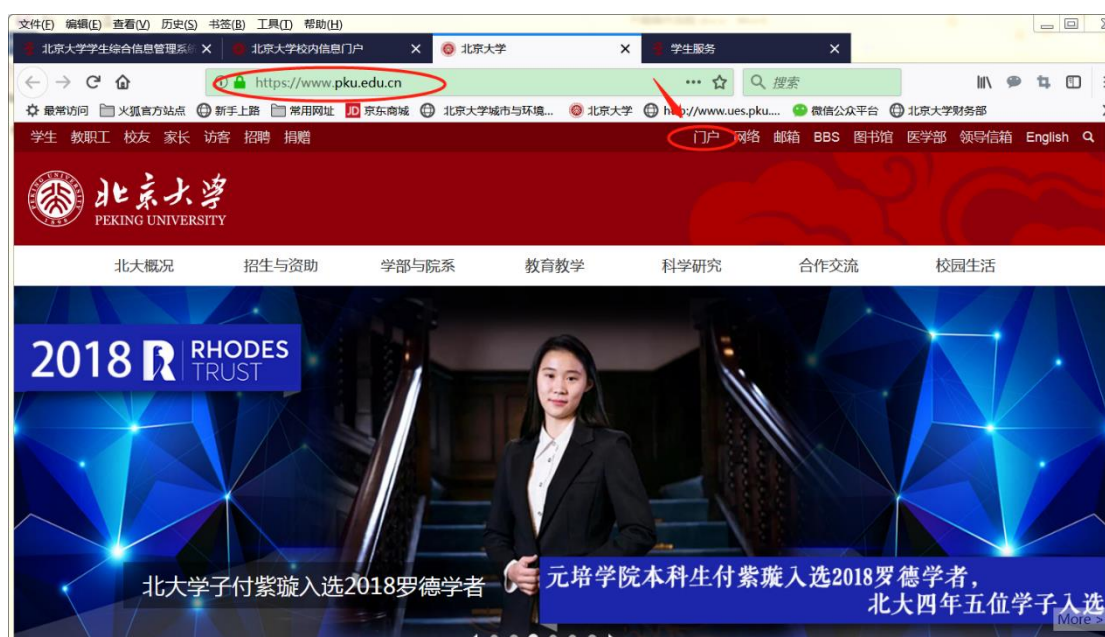 文件(F) 编辑(E) 查看(V) 历史(S) 书签(B) 工具(T) 帮助(H)
北京大学学生综合信息管理系 北京大学校内信息门户 北京大学 学生服务
https://www.pku.edu.cn 搜索
最常访问 火狐官方站点 新手上路 常用网址 JD 京东商城 北京大学城市与环境... 北京大学 http://www.ues.pku.... 微信公众平台 北京大学财务部
学生 教职工 校友 家长 访客 招聘 捐赠 门户 网络 邮箱 BBS 图书馆 医学部 领导信箱 English
北京大学
PEKING UNIVERSITY
北大概况 招生与资助 学部与院系 教育教学 科学研究 合作交流 校园生活
2018 R RHODES
TRUST
北大学子付紫璇入选2018罗德学者
元培学院本科生付紫璇入选2018罗德学者,
北大四年五位学子入选
More >